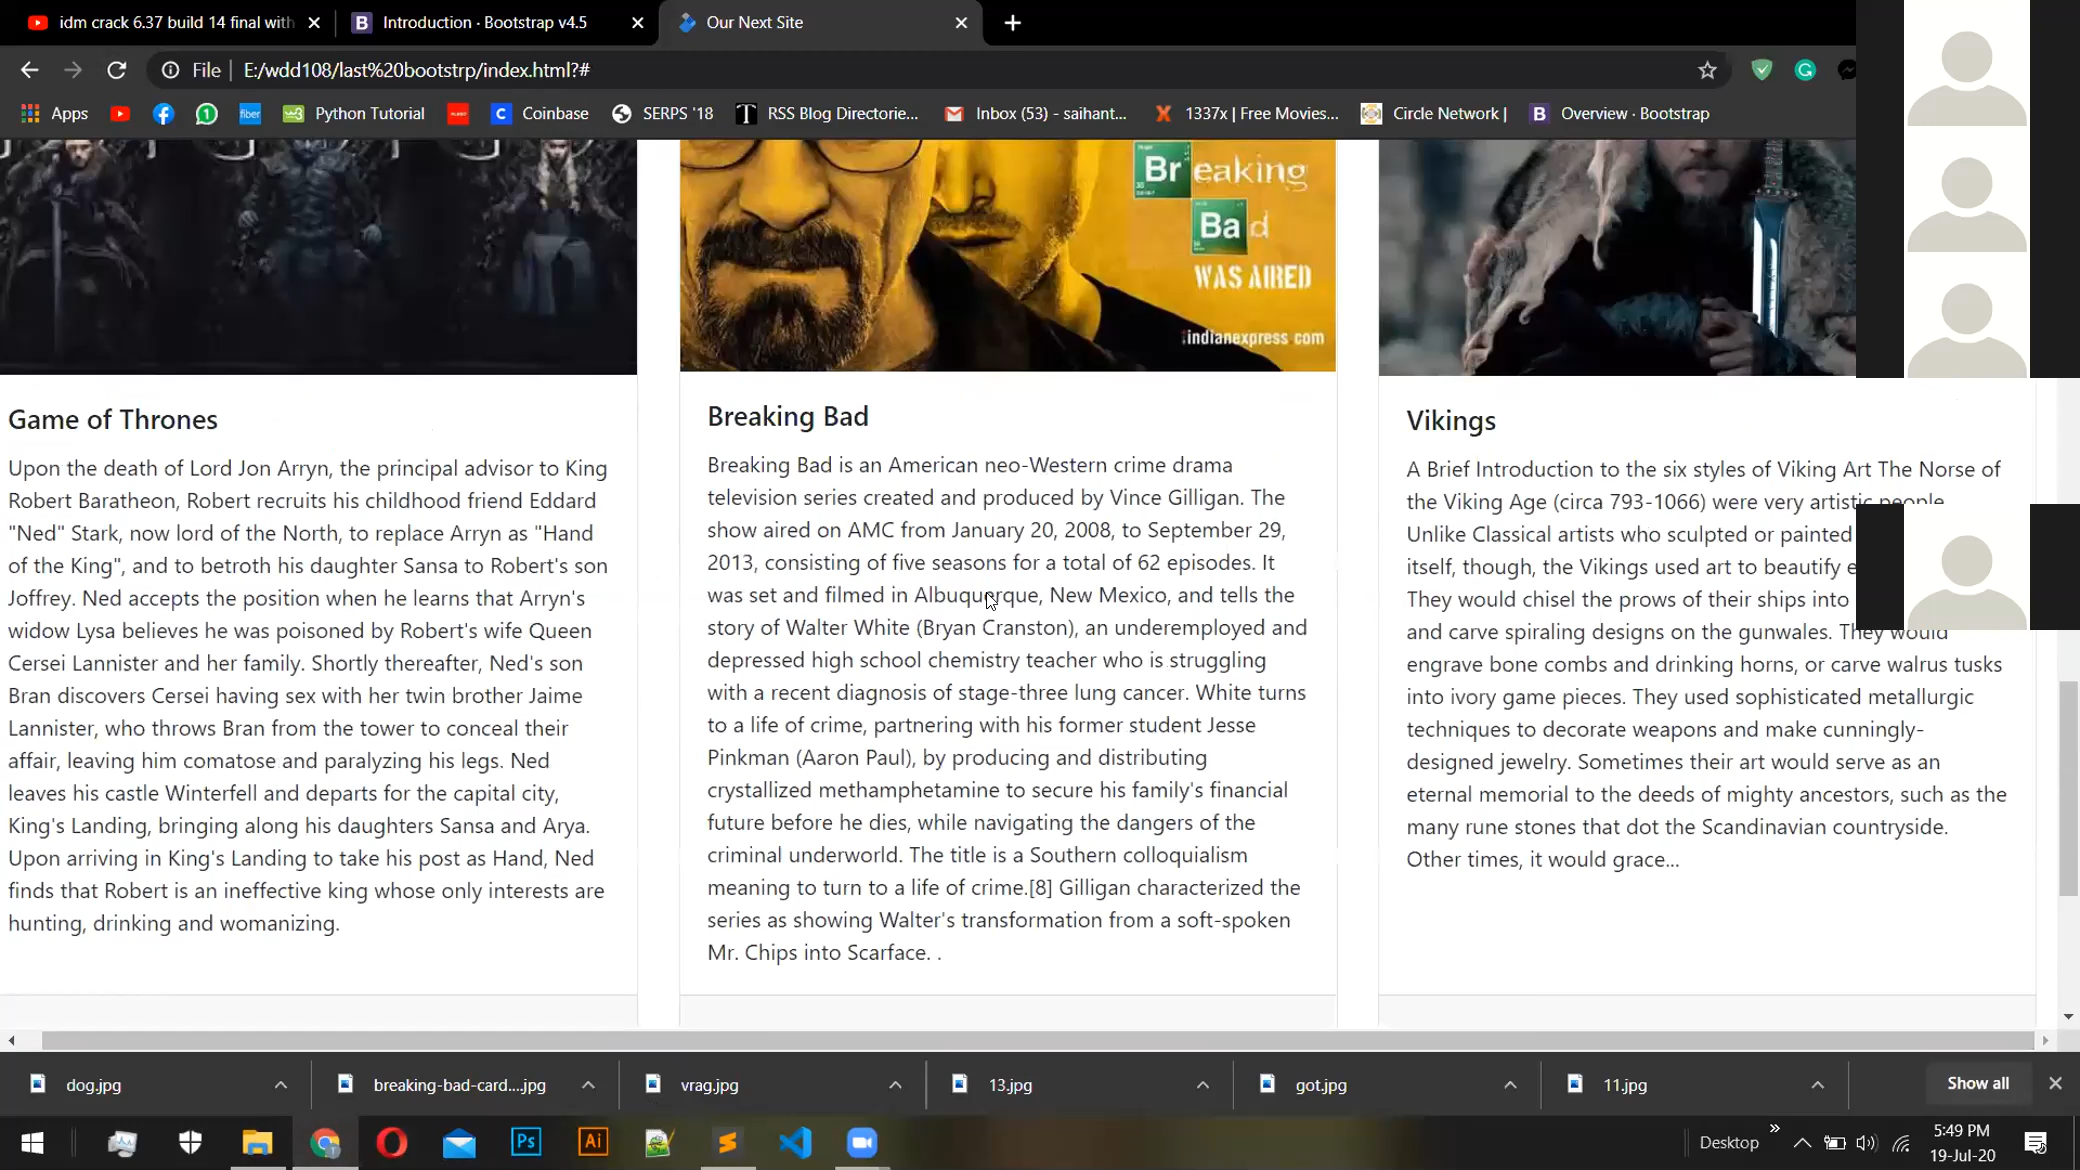 idm crack 6.37 build 14 final with
Introduction · Bootstrap v4.5
Our Next Site
File
E:/wdd108/last%20bootstrp/index.html?#
Apps
fiber
Python Tutorial
Coinbase
SERPS '18
RSS Blog Directorie...
Inbox (53) - saihant...
1337x | Free Movies...
Circle Network |
Overview · Bootstrap
Breaking
Bad
WAS AIRED
indianexpress.com
Game of Thrones
Upon the death of Lord Jon Arryn, the principal advisor to King
Robert Baratheon, Robert recruits his childhood friend Eddard
"Ned" Stark, now lord of the North, to replace Arryn as "Hand
of the King", and to betroth his daughter Sansa to Robert's son
Joffrey. Ned accepts the position when he learns that Arryn's
widow Lysa believes he was poisoned by Robert's wife Queen
Cersei Lannister and her family. Shortly thereafter, Ned's son
Bran discovers Cersei having sex with her twin brother Jaime
Lannister, who throws Bran from the tower to conceal their
affair, leaving him comatose and paralyzing his legs. Ned
leaves his castle Winterfell and departs for the capital city,
King's Landing, bringing along his daughters Sansa and Arya.
Upon arriving in King's Landing to take his post as Hand, Ned
finds that Robert is an ineffective king whose only interests are
hunting, drinking and womanizing.
Breaking Bad
Breaking Bad is an American neo-Western crime drama
television series created and produced by Vince Gilligan. The
show aired on AMC from January 20, 2008, to September 29,
2013, consisting of five seasons for a total of 62 episodes. It
was set and filmed in Albuquerque, New Mexico, and tells the
story of Walter White (Bryan Cranston), an underemployed and
depressed high school chemistry teacher who is struggling
with a recent diagnosis of stage-three lung cancer. White turns
to a life of crime, partnering with his former student Jesse
Pinkman (Aaron Paul), by producing and distributing
crystallized methamphetamine to secure his family's financial
future before he dies, while navigating the dangers of the
criminal underworld. The title is a Southern colloquialism
meaning to turn to a life of crime.[8] Gilligan characterized the
series as showing Walter's transformation from a soft-spoken
Mr. Chips into Scarface. .
Vikings
A Brief Introduction to the six styles of Viking Art The Norse of
the Viking Age (circa 793-1066) were very artistic people
Unlike Classical artists who sculpted or painted
itself, though, the Vikings used art to beautify
They would chisel the prows of their ships into
and carve spiraling designs on the gunwales. They would
engrave bone combs and drinking horns, or carve walrus tusks
into ivory game pieces. They used sophisticated metallurgic
techniques to decorate weapons and make cunningly-
designed jewelry. Sometimes their art would serve as an
eternal memorial to the deeds of mighty ancestors, such as the
many rune stones that dot the Scandinavian countryside.
Other times, it would grace...
dog.jpg
breaking-bad-card....jpg
vrag.jpg
13.jpg
got.jpg
11.jpg
Show all
Ps
Ai
Desktop
5:49 PM
19-Jul-20